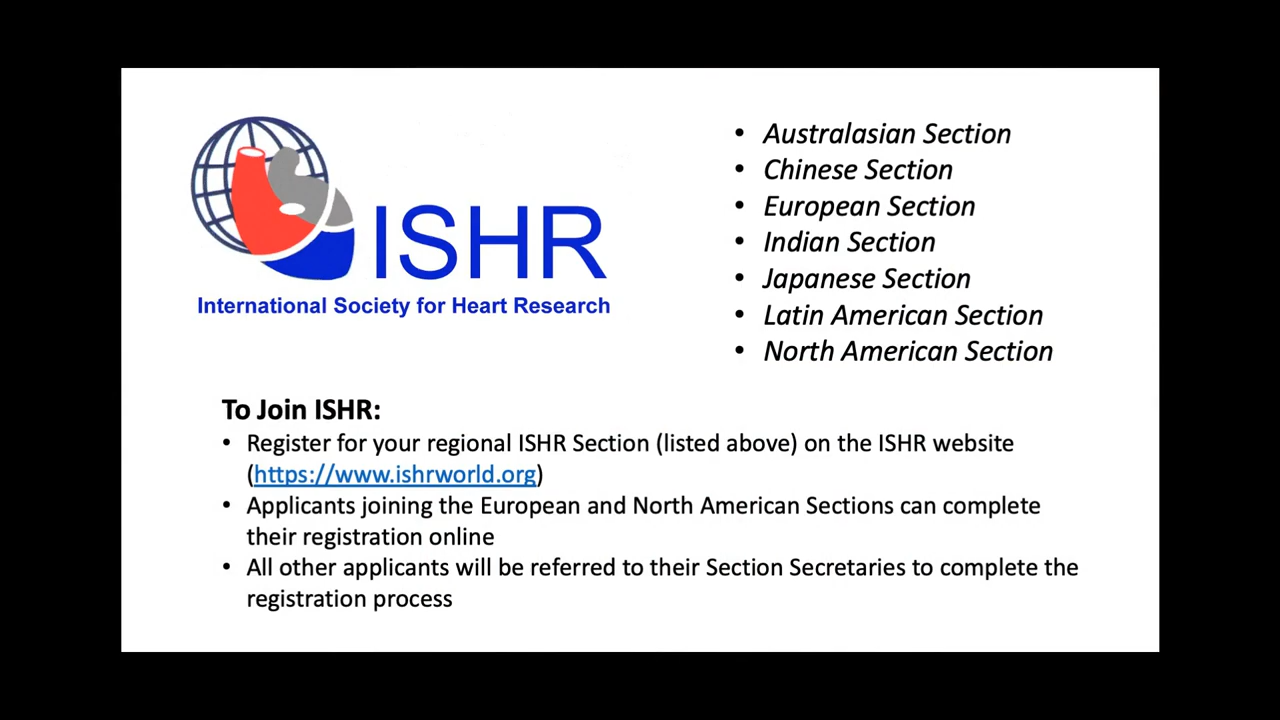 ISHR
International Society for Heart Research
• Australasian Section
• Chinese Section
• European Section
• Indian Section
• Japanese Section
• Latin American Section
• North American Section
To Join ISHR:
• Register for your regional ISHR Section (listed above) on the ISHR website
(https://www.ishrworld.org)
• Applicants joining the European and North American Sections can complete
their registration online
• All other applicants will be referred to their Section Secretaries to complete the
registration process